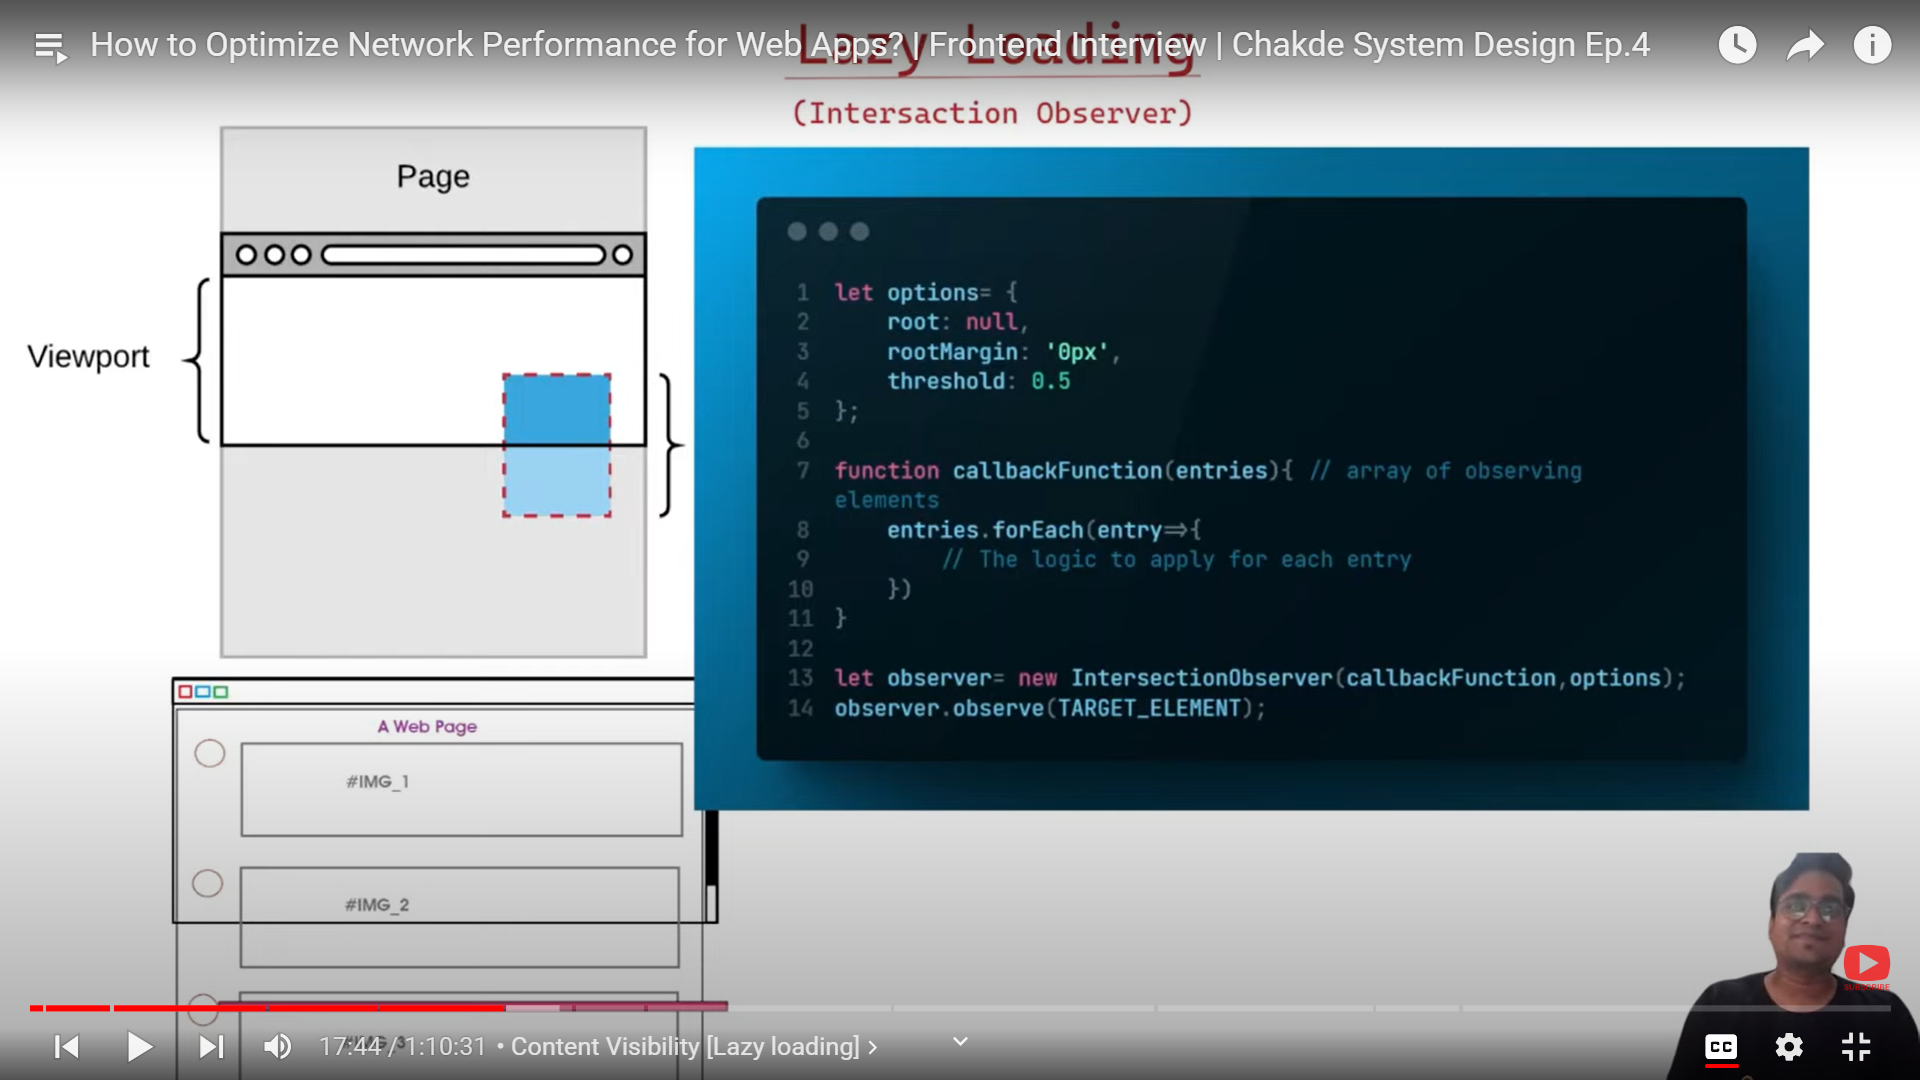 How to Optimize Network Performance for Web Apps? | Frontend Interview | Chakde System Design Ep.4
Lazy Loading
(Intersaction Observer)
Page
Viewport
1 let options= {
2 root: null,
3 rootMargin: '0px',
4 threshold: 0.5
5 };
6
7 function callbackFunction(entries){ // array of observing
elements
8 entries.forEach(entry=>{
9 // The logic to apply for each entry
10 })
11 }
12
13 let observer= new IntersectionObserver(callbackFunction,options);
14 observer.observe(TARGET_ELEMENT);
A Web Page
#IMG_1
#IMG_2
#IMG_3
SUBSCRIBE
17:44 / 1:10:31 • Content Visibility [Lazy loading] >
CC